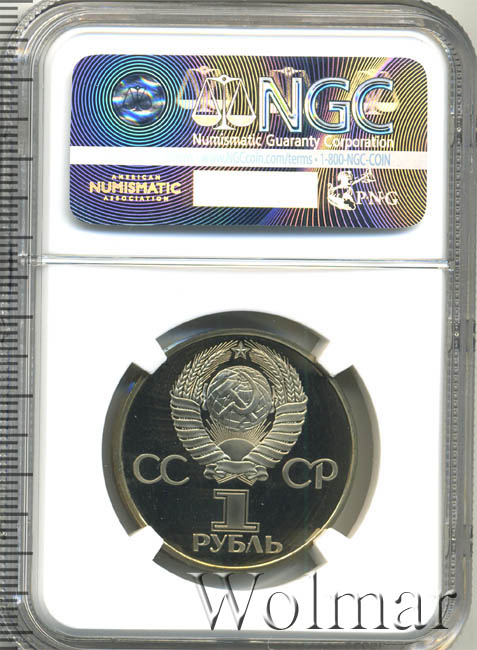 NGC
Numismatic Guaranty Corporation
www.NGCcoin.com/terms • 1-800-NGC-COIN
AMERICAN
NUMISMATIC
ASSOCIATION
PNG
СС СР
1
РУБЛЬ
Wolmar